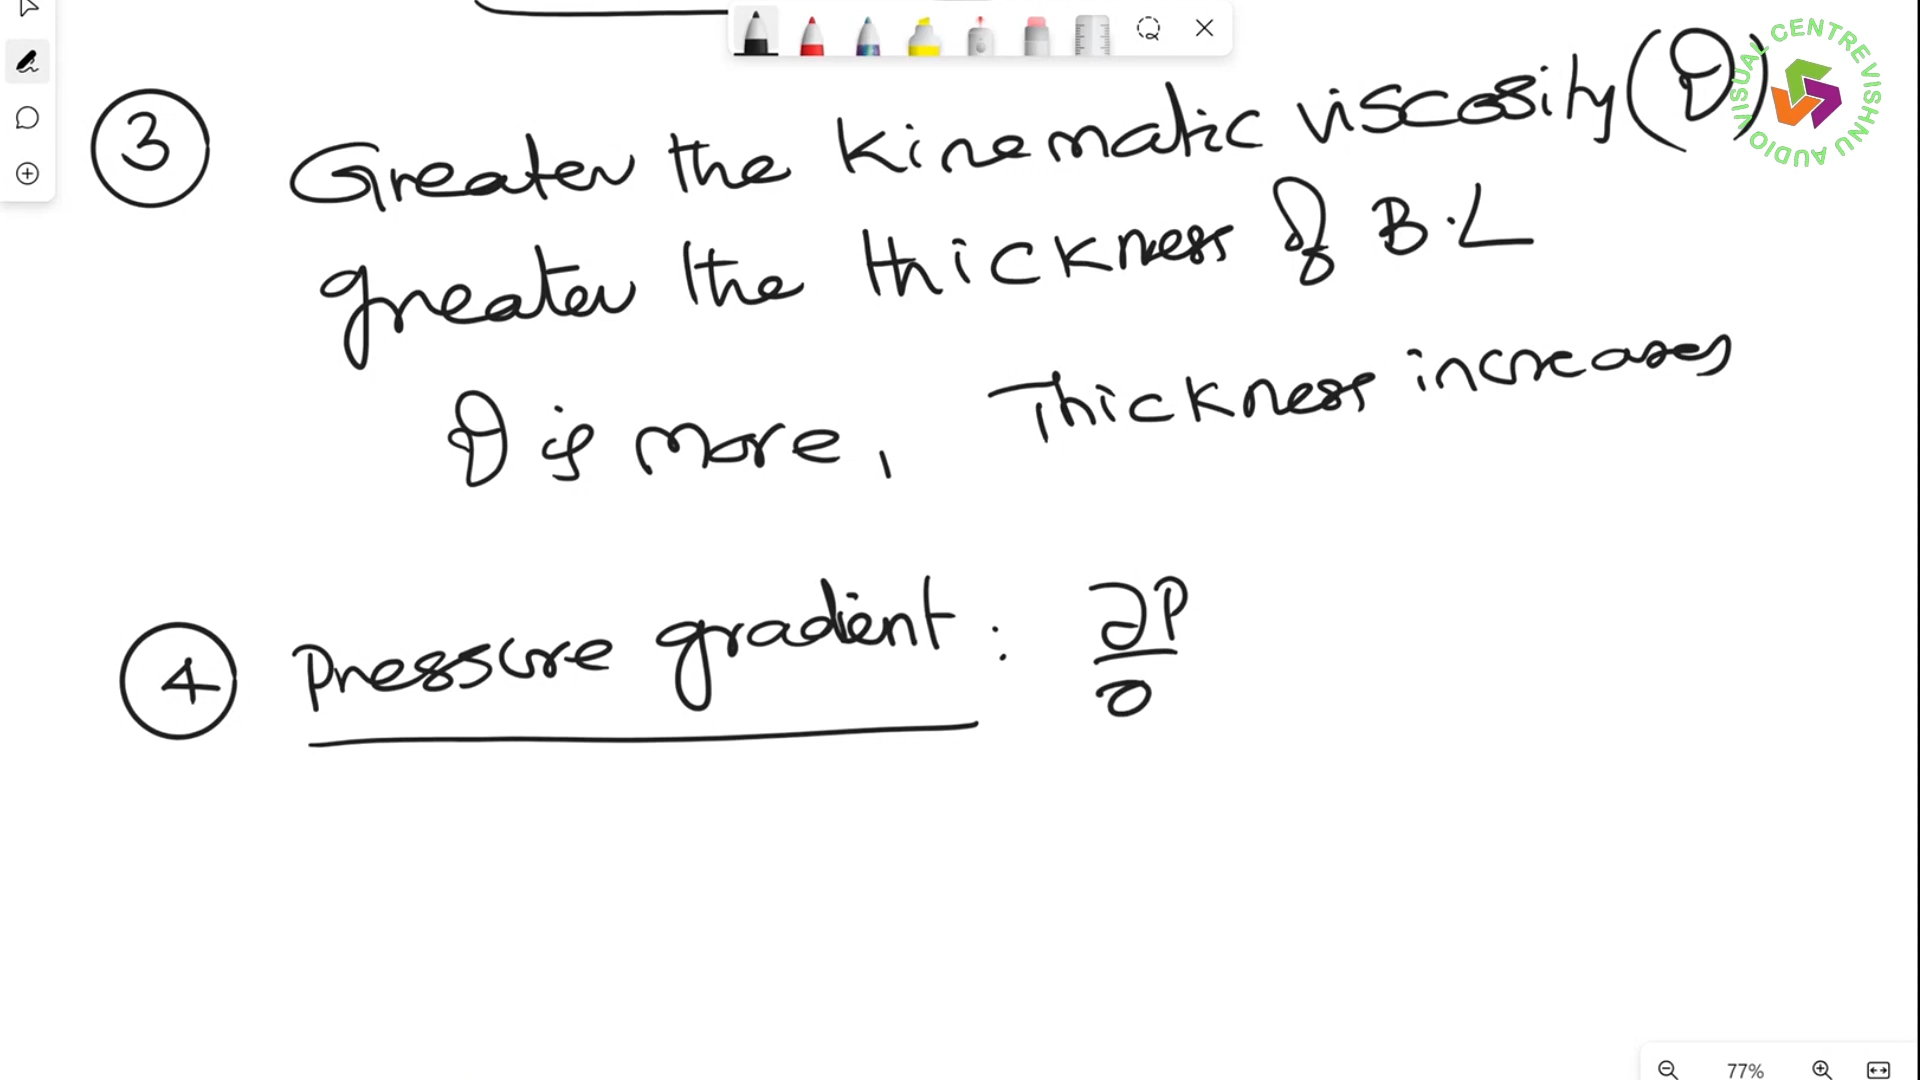 ③ Greater the kinematic viscosity (ϑ)
greater the thickness of B.L
ϑ is more, Thickness increases
④ Pressure gradient : ∂P
∂
VISHNU AUDIO VISUAL CENTRE
77%